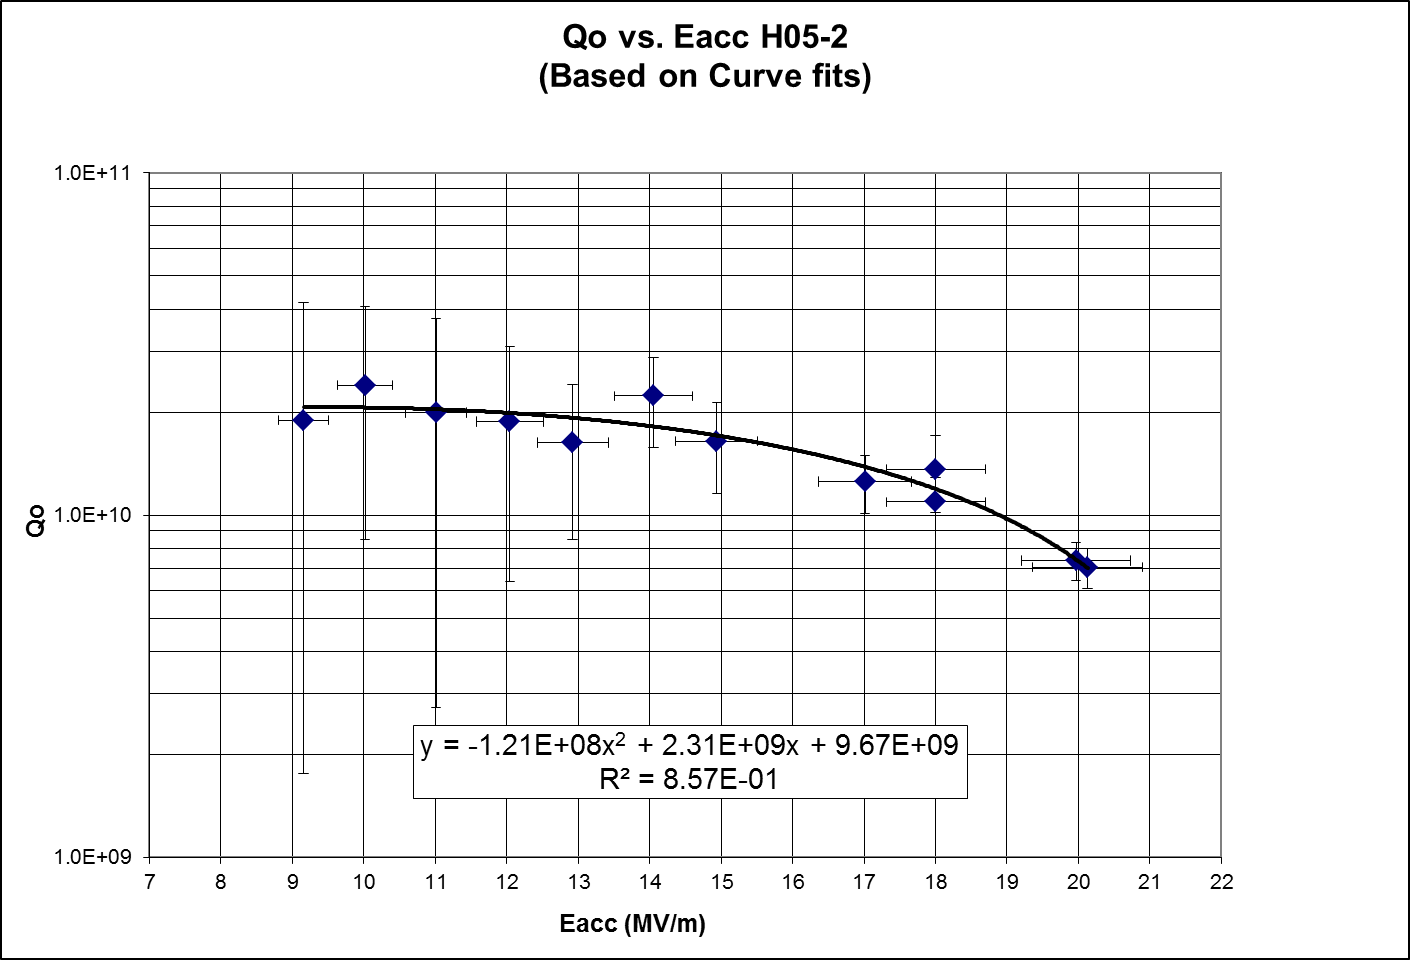 Qo vs. Eacc H05-2
(Based on Curve fits)
1.0E+11
1.0E+10
1.0E+09
Qo
y = -1.21E+08x² + 2.31E+09x + 9.67E+09
R² = 8.57E-01
7 8 9 10 11 12 13 14 15 16 17 18 19 20 21 22
Eacc (MV/m)